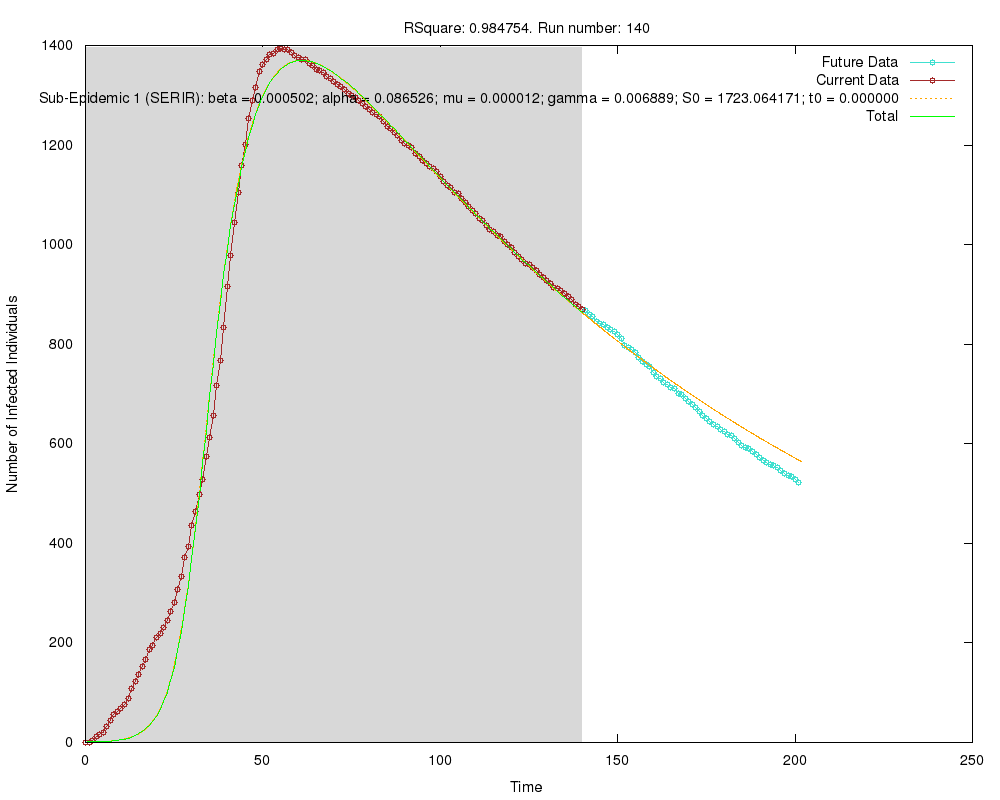 RSquare: 0.984754. Run number: 140
Future Data
Current Data
Sub-Epidemic 1 (SERIR): beta = 0.000502; alpha = 0.086526; mu = 0.000012; gamma = 0.006889; S0 = 1723.064171; t0 = 0.000000
Total
Number of Infected Individuals
1400
1200
1000
800
600
400
200
0
0 50 100 150 200 250
Time